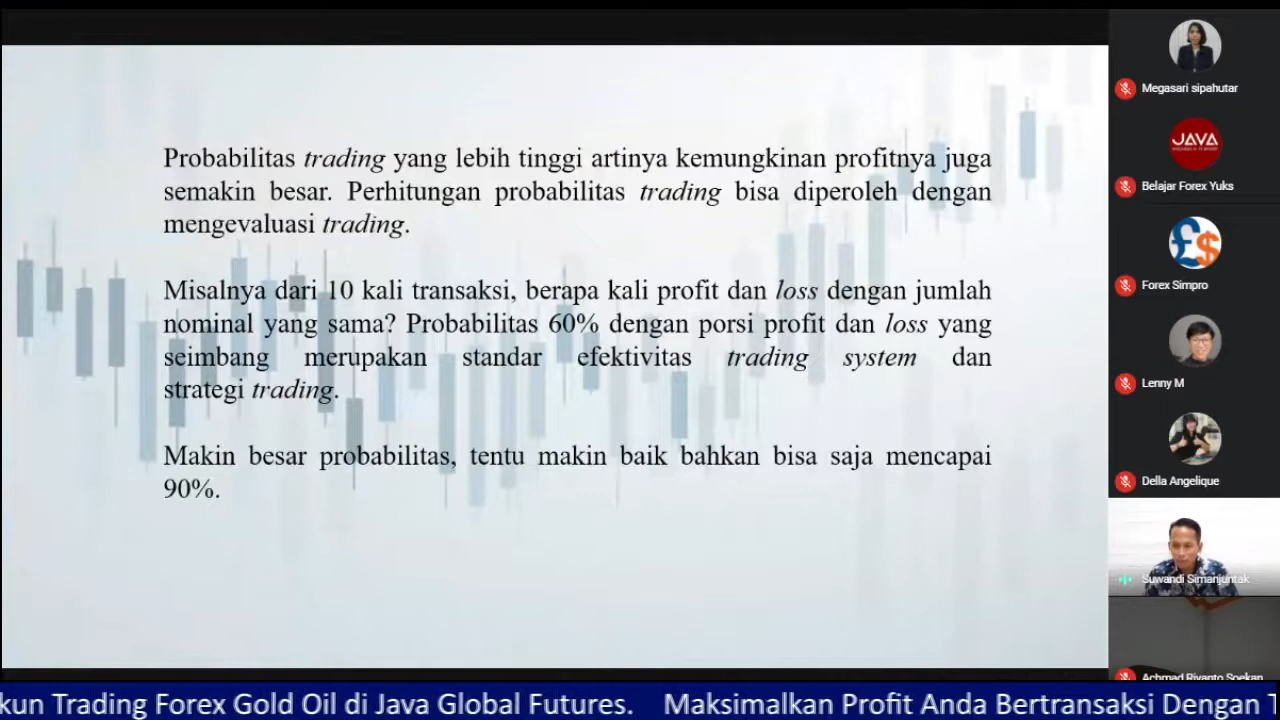 Probabilitas trading yang lebih tinggi artinya kemungkinan profitnya juga
semakin besar. Perhitungan probabilitas trading bisa diperoleh dengan
mengevaluasi trading.
Misalnya dari 10 kali transaksi, berapa kali profit dan loss dengan jumlah
nominal yang sama? Probabilitas 60% dengan porsi profit dan loss yang
seimbang merupakan standar efektivitas trading system dan
strategi trading.
Makin besar probabilitas, tentu makin baik bahkan bisa saja mencapai
90%.
Megasari sipahutar
JAVA
Belajar Forex Yuks
Forex Simpro
Lenny M
Della Angelique
Suwandi Simanjuntak
Achmad Riyanto Soekan
kun Trading Forex Gold Oil di Java Global Futures. Maksimalkan Profit Anda Bertransaksi Dengan T